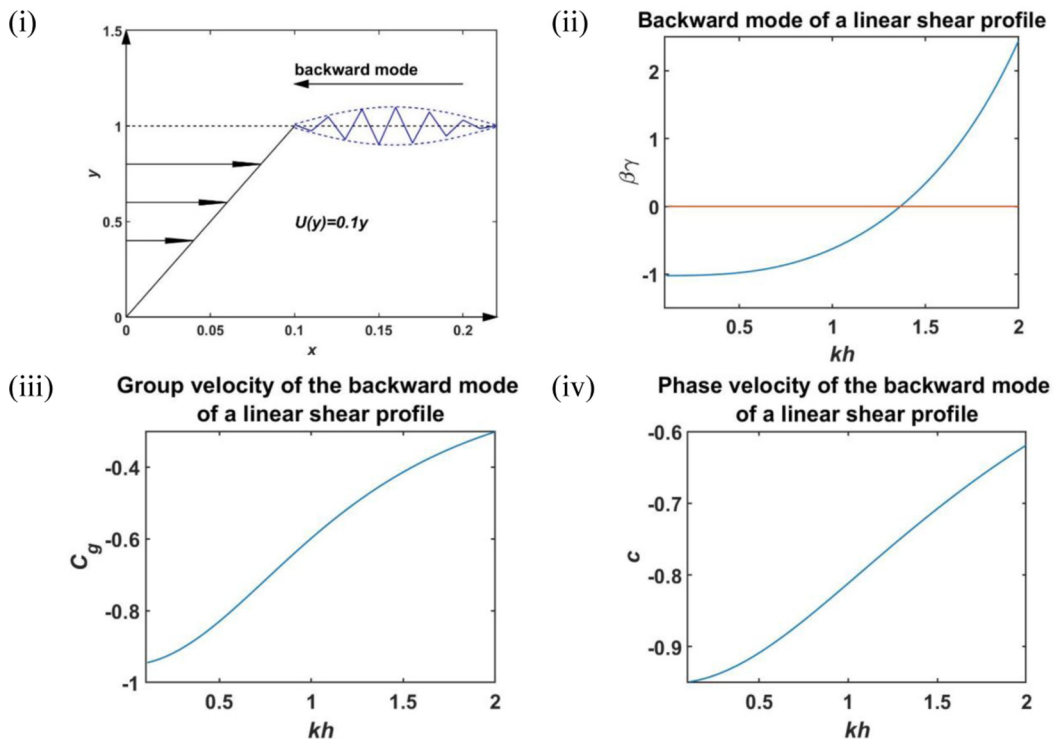 (i)
1.5
1
0.5
0
y
backward mode
U(y)=0.1y
0
0.05
0.1
0.15
0.2
x
(ii)
Backward mode of a linear shear profile
2
1
0
-1
βγ
0.5
1
1.5
2
kh
(iii)
Group velocity of the backward mode
of a linear shear profile
-0.4
-0.6
-0.8
-1
C_g
0.5
1
1.5
2
kh
(iv)
Phase velocity of the backward mode
of a linear shear profile
-0.6
-0.7
-0.8
-0.9
c
0.5
1
1.5
2
kh